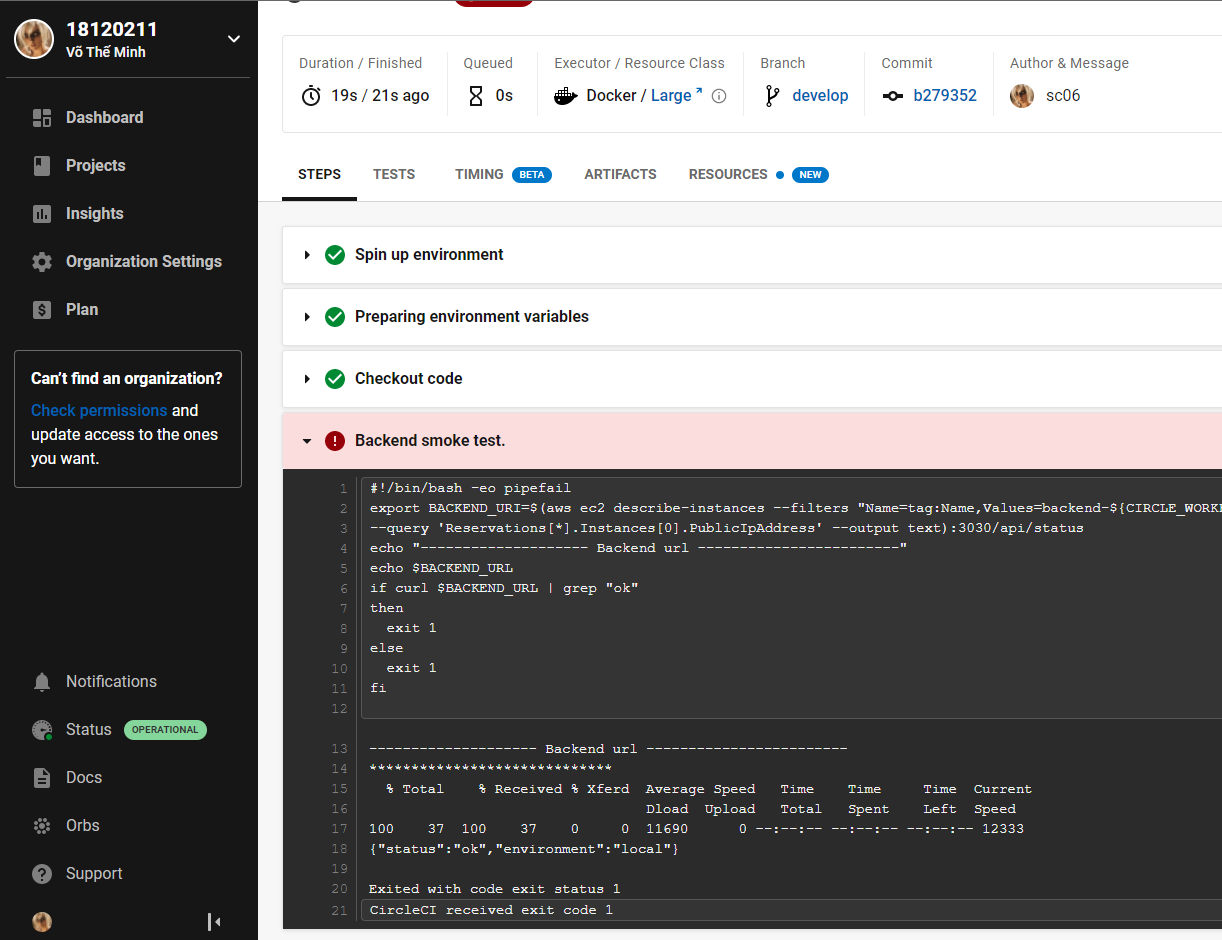 18120211
Võ Thế Minh
Dashboard
Projects
Insights
Organization Settings
Plan
Can't find an organization?
Check permissions and
update access to the ones
you want.
Notifications
Status OPERATIONAL
Docs
Orbs
Support
Duration / Finished
19s / 21s ago
Queued
0s
Executor / Resource Class
Docker / Large
Branch
develop
Commit
b279352
Author & Message
sc06
STEPS TESTS TIMING BETA ARTIFACTS RESOURCES NEW
Spin up environment
Preparing environment variables
Checkout code
Backend smoke test.
1 #!/bin/bash -eo pipefail
2 export BACKEND_URI=$(aws ec2 describe-instances --filters "Name=tag:Name,Values=backend-${CIRCLE_WORK
3 --query 'Reservations[*].Instances[0].PublicIpAddress' --output text):3030/api/status
4 echo "-------------------- Backend url ------------------------"
5 echo $BACKEND_URL
6 if curl $BACKEND_URL | grep "ok"
7 then
8   exit 1
9 else
10   exit 1
11 fi
12
13 -------------------- Backend url ------------------------
14 *****************************
15   % Total    % Received % Xferd  Average Speed   Time    Time     Time  Current
16                                  Dload  Upload   Total   Spent    Left  Speed
17 100    37  100    37    0     0  11690      0 --:--:-- --:--:-- --:--:-- 12333
18 {"status":"ok","environment":"local"}
19
20 Exited with code exit status 1
21 CircleCI received exit code 1